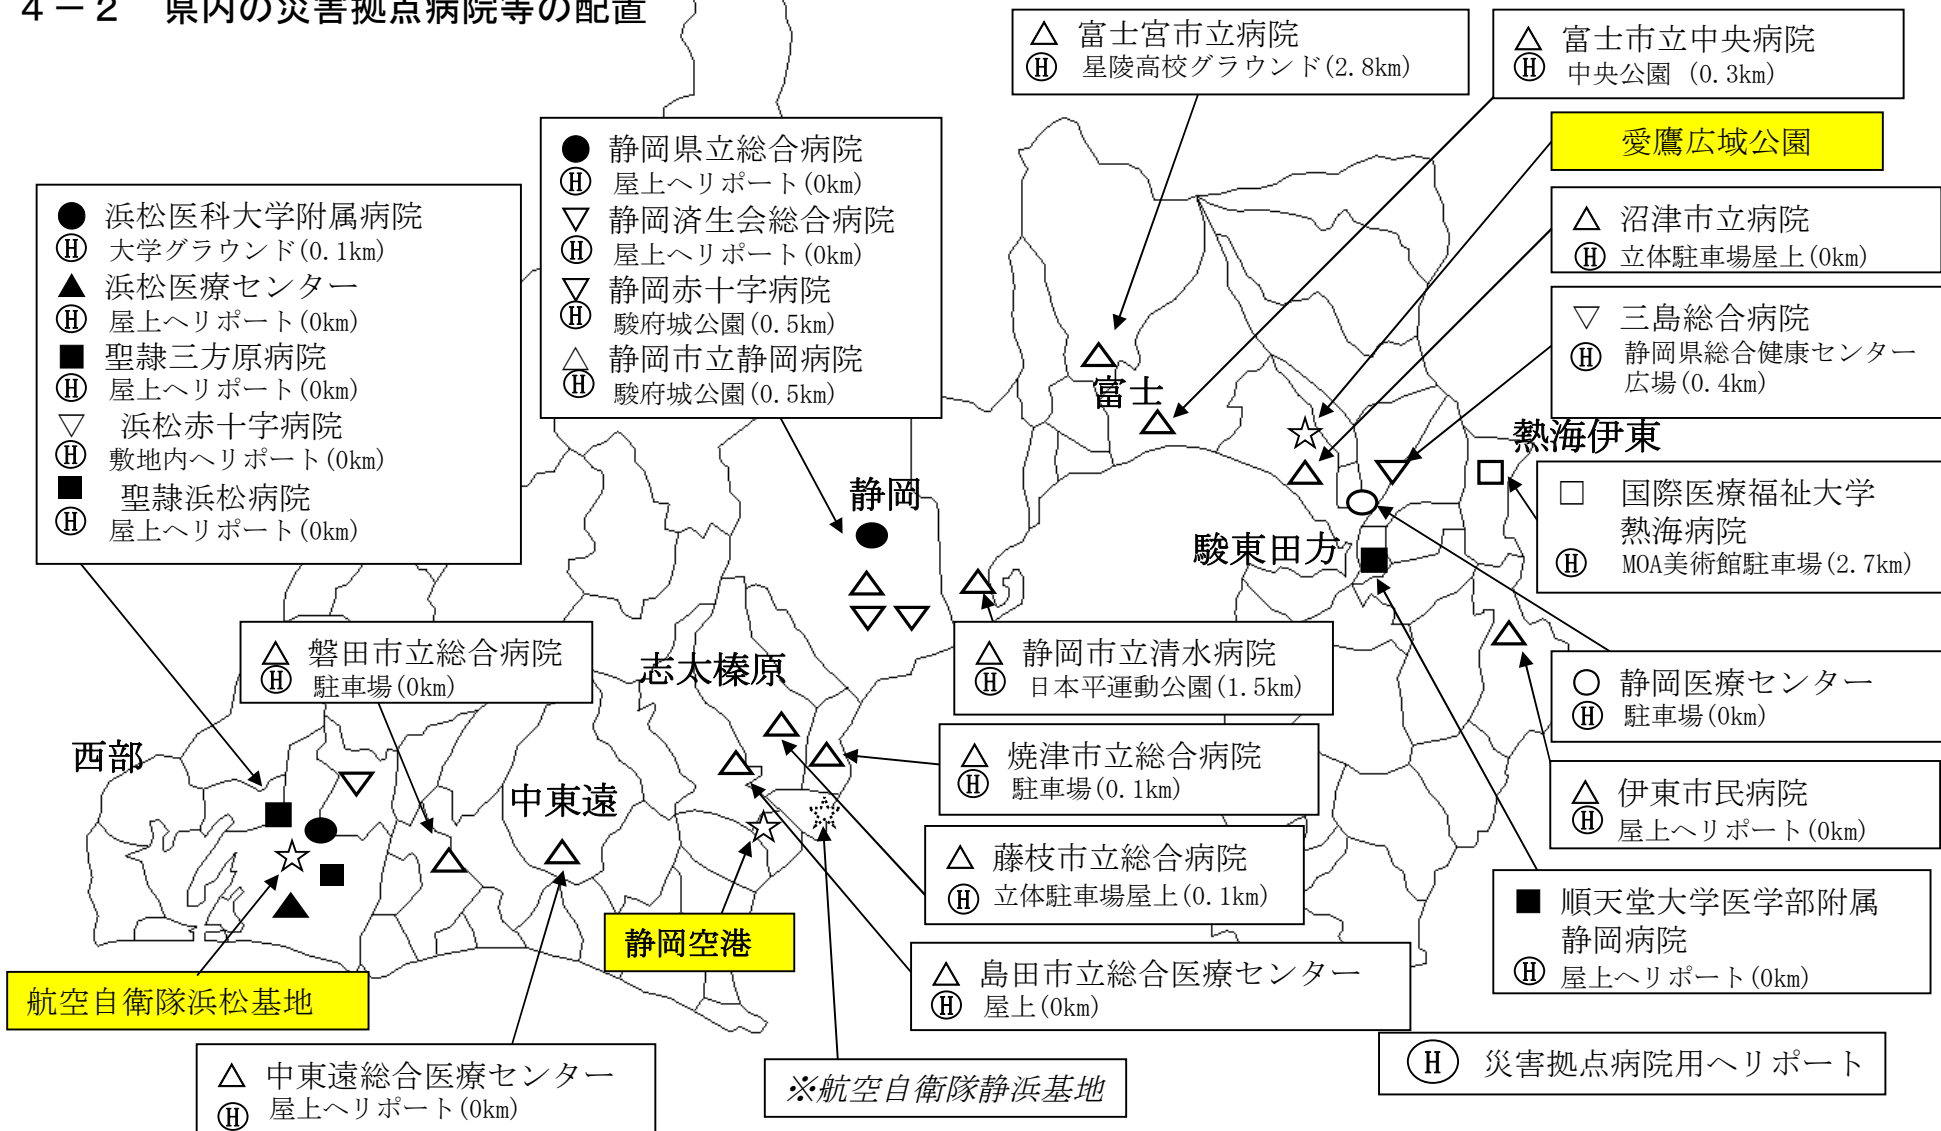 4－2　県内の災害拠点病院等の配置
△ 富士宮市立病院
Ⓗ 星陵高校グラウンド(2.8km)
△ 富士市立中央病院
Ⓗ 中央公園 (0.3km)
愛鷹広域公園
● 静岡県立総合病院
Ⓗ 屋上ヘリポート(0km)
▽ 静岡済生会総合病院
Ⓗ 屋上ヘリポート(0km)
▽ 静岡赤十字病院
Ⓗ 駿府城公園(0.5km)
△ 静岡市立静岡病院
Ⓗ 駿府城公園(0.5km)
● 浜松医科大学附属病院
Ⓗ 大学グラウンド(0.1km)
▲ 浜松医療センター
Ⓗ 屋上ヘリポート(0km)
■ 聖隷三方原病院
Ⓗ 屋上ヘリポート(0km)
▽ 浜松赤十字病院
Ⓗ 敷地内ヘリポート(0km)
■ 聖隷浜松病院
Ⓗ 屋上ヘリポート(0km)
△ 沼津市立病院
Ⓗ 立体駐車場屋上(0km)
▽ 三島総合病院
Ⓗ 静岡県総合健康センター
広場(0.4km)
富士
熱海伊東
□ 国際医療福祉大学
熱海病院
Ⓗ MOA美術館駐車場(2.7km)
静岡
駿東田方
△ 磐田市立総合病院
Ⓗ 駐車場(0km)
志太榛原
△ 静岡市立清水病院
Ⓗ 日本平運動公園(1.5km)
○ 静岡医療センター
Ⓗ 駐車場(0km)
西部
中東遠
△ 焼津市立総合病院
Ⓗ 駐車場(0.1km)
△ 伊東市民病院
Ⓗ 屋上ヘリポート(0km)
△ 藤枝市立総合病院
Ⓗ 立体駐車場屋上(0.1km)
■ 順天堂大学医学部附属
静岡病院
Ⓗ 屋上ヘリポート(0km)
静岡空港
△ 島田市立総合医療センター
Ⓗ 屋上(0km)
航空自衛隊浜松基地
△ 中東遠総合医療センター
Ⓗ 屋上ヘリポート(0km)
※航空自衛隊静浜基地
Ⓗ 災害拠点病院用ヘリポート